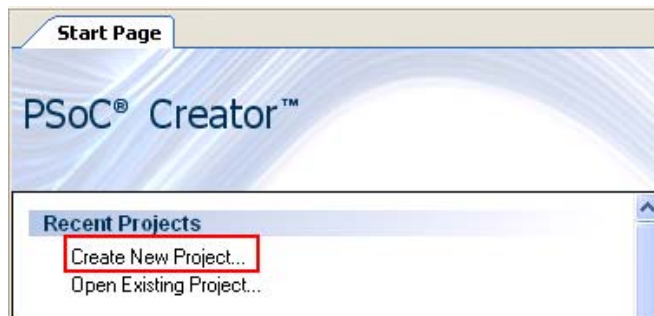 Start Page
PSoC® Creator™
Recent Projects
Create New Project...
Open Existing Project...